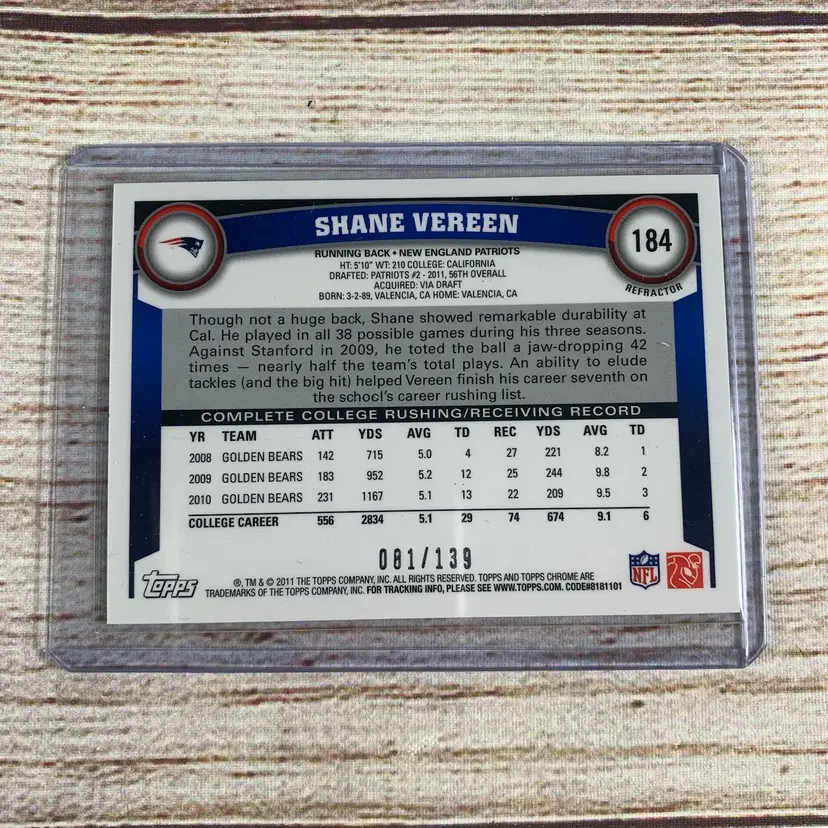 SHANE VEREEN
184
REFRACTOR
RUNNING BACK • NEW ENGLAND PATRIOTS
HT: 5'10" WT: 210 COLLEGE: CALIFORNIA
DRAFTED: PATRIOTS #2 - 2011, 56TH OVERALL
ACQUIRED: VIA DRAFT
BORN: 3-2-89, VALENCIA, CA HOME: VALENCIA, CA
Though not a huge back, Shane showed remarkable durability at
Cal. He played in all 38 possible games during his three seasons.
Against Stanford in 2009, he toted the ball a jaw-dropping 42
times — nearly half the team's total plays. An ability to elude
tackles (and the big hit) helped Vereen finish his career seventh on
the school's career rushing list.
COMPLETE COLLEGE RUSHING/RECEIVING RECORD
YR TEAM ATT YDS AVG TD REC YDS AVG TD
2008 GOLDEN BEARS 142 715 5.0 4 27 221 8.2 1
2009 GOLDEN BEARS 183 952 5.2 12 25 244 9.8 2
2010 GOLDEN BEARS 231 1167 5.1 13 22 209 9.5 3
COLLEGE CAREER 556 2834 5.1 29 74 674 9.1 6
081/139
topps
®, TM & © 2011 THE TOPPS COMPANY, INC. ALL RIGHTS RESERVED. TOPPS AND TOPPS CHROME ARE
TRADEMARKS OF THE TOPPS COMPANY, INC. FOR TRACKING INFO, PLEASE SEE WWW.TOPPS.COM. CODE#8181101
NFL